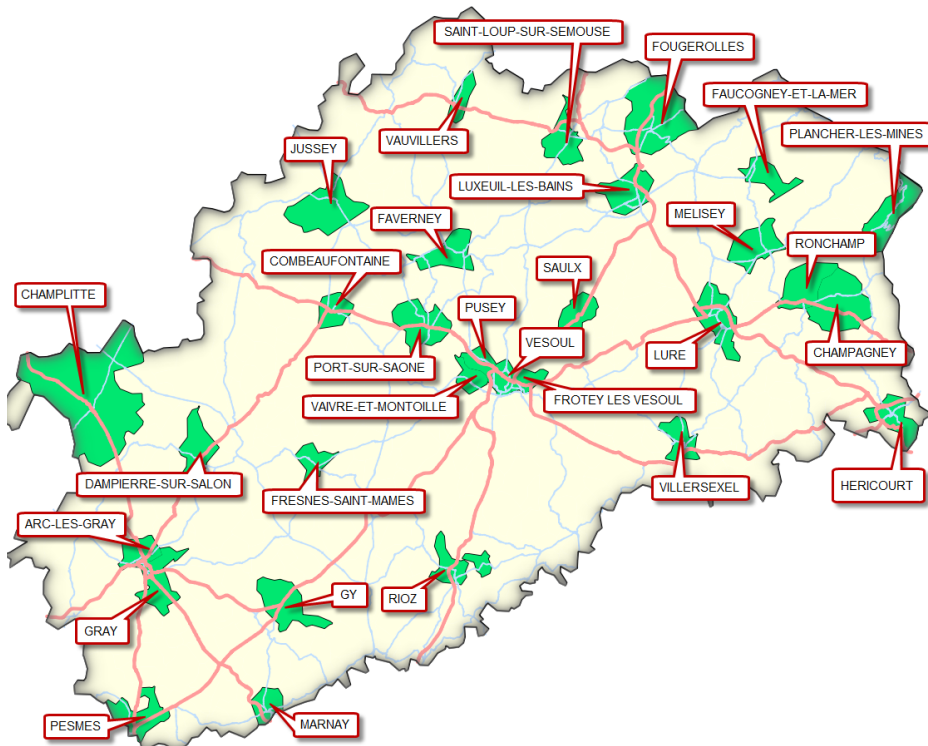 SAINT-LOUP-SUR-SEMOUSE
FOUGEROLLES
FAUCOGNEY-ET-LA-MER
PLANCHER-LES-MINES
VAUVILLERS
JUSSEY
LUXEUIL-LES-BAINS
FAVERNEY
MELISEY
RONCHAMP
COMBEAUFONTAINE
SAULX
CHAMPLITTE
PUSEY
VESOUL
PORT-SUR-SAONE
LURE
CHAMPAGNEY
VAIVRE-ET-MONTOILLE
FROTEY LES VESOUL
DAMPIERRE-SUR-SALON
FRESNES-SAINT-MAMES
VILLERSEXEL
HERICOURT
ARC-LES-GRAY
GY
RIOZ
GRAY
PESMES
MARNAY